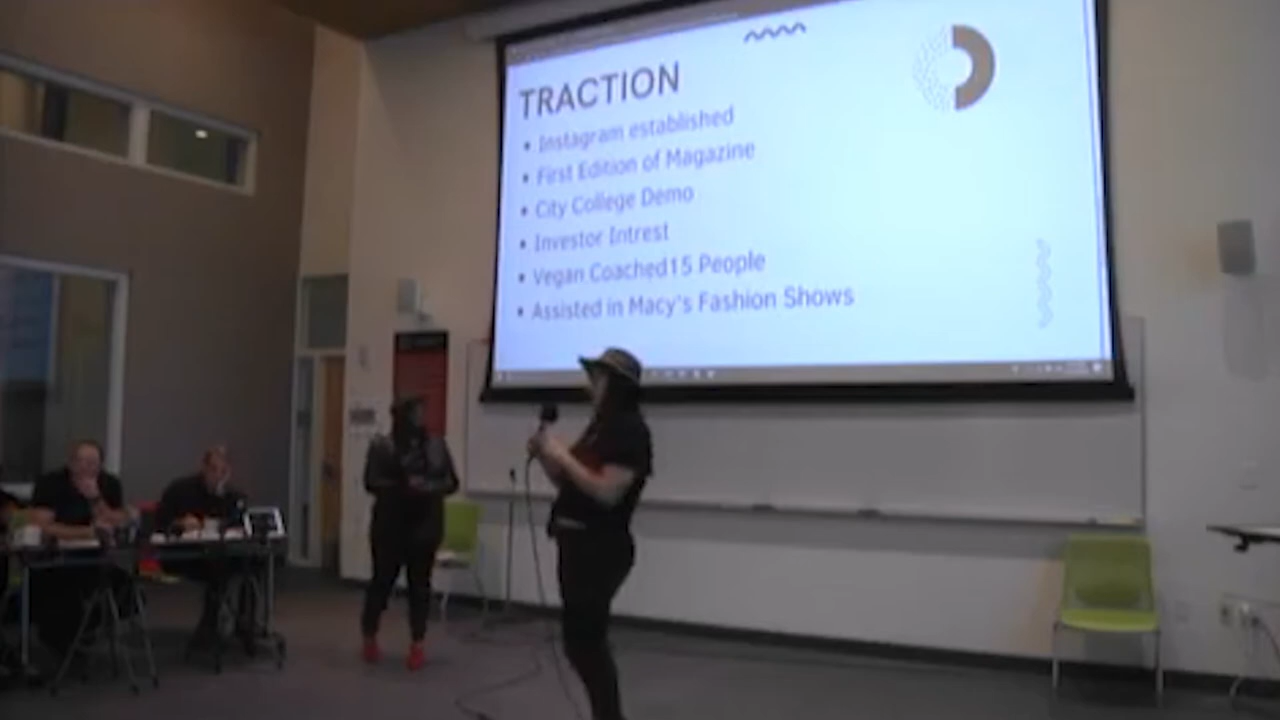 TRACTION
• Instagram established
• First Edition of Magazine
• City College Demo
• Investor Intrest
• Vegan Coached15 People
• Assisted in Macy's Fashion Shows